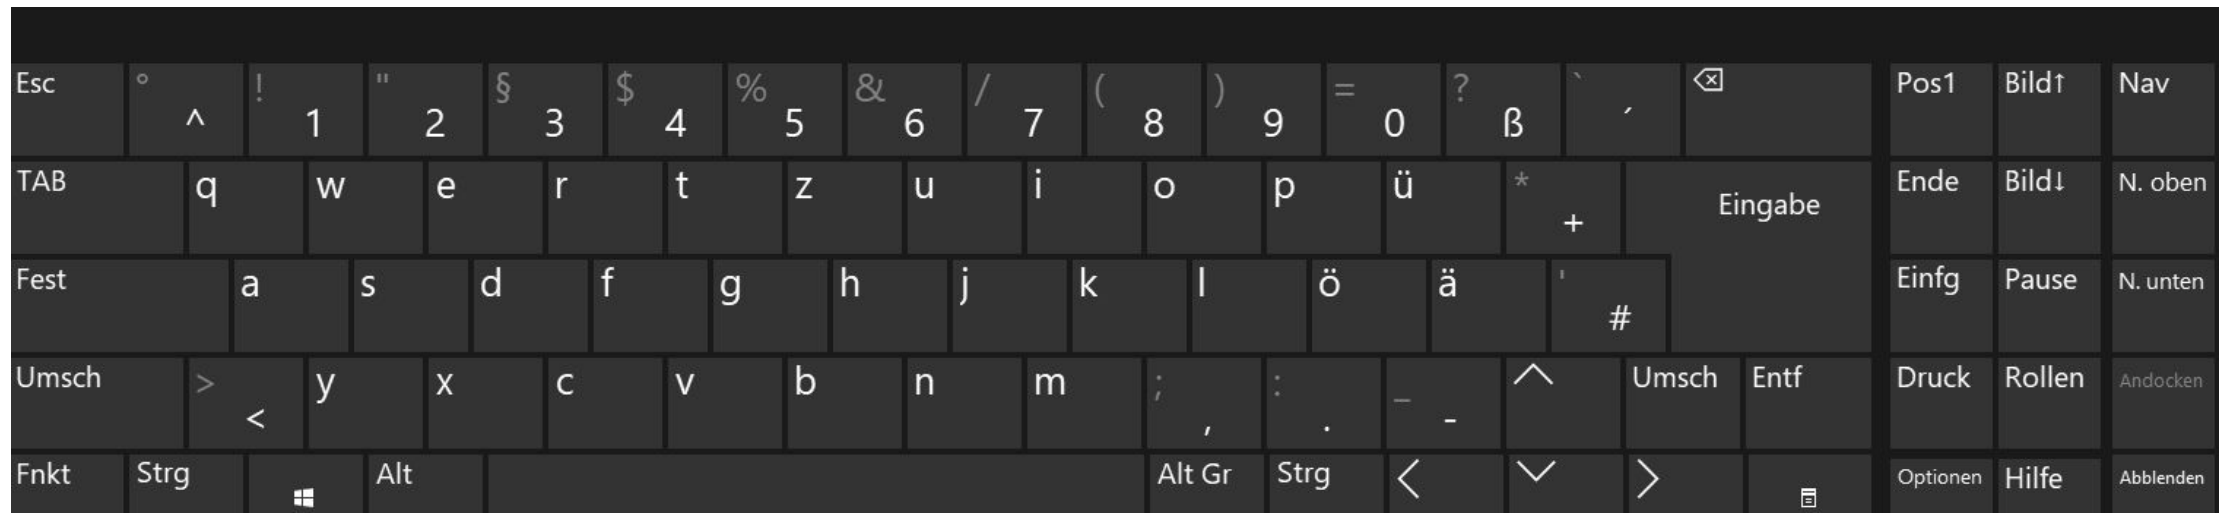 Esc ° ^ ! 1 " 2 § 3 $ 4 % 5 & 6 / 7 ( 8 ) 9 = 0 ? ß ` ´ Pos1 Bild↑ Nav
TAB q w e r t z u i o p ü * + Eingabe Ende Bild↓ N. oben
Fest a s d f g h j k l ö ä ' # Einfg Pause N. unten
Umsch > < y x c v b n m ; , : . _ - Umsch Entf Druck Rollen Andocken
Fnkt Strg Alt Alt Gr Strg Optionen Hilfe Abblenden